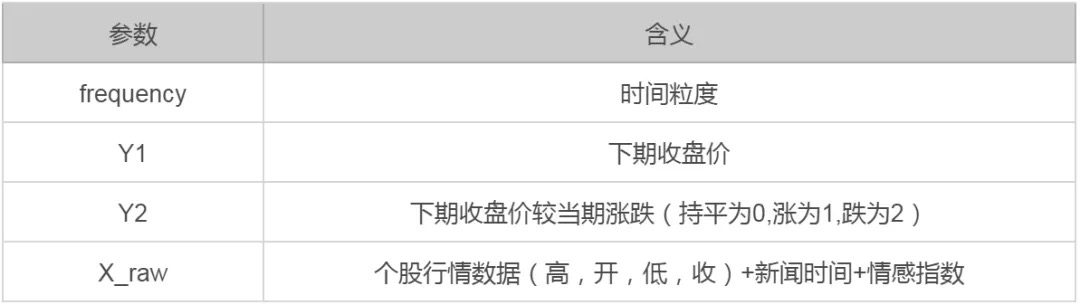 参数 含义
frequency 时间粒度
Y1 下期收盘价
Y2 下期收盘价较当期涨跌（持平为0,涨为1,跌为2）
X_raw 个股行情数据（高，开，低，收）+新闻时间+情感指数